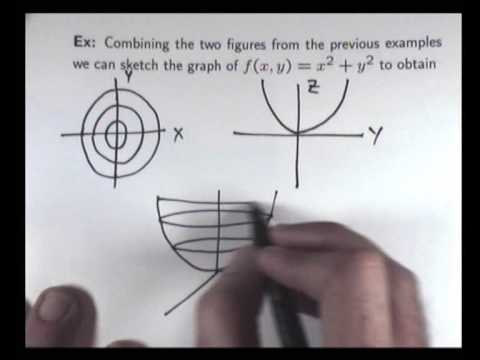 Ex: Combining the two figures from the previous examples
we can sketch the graph of f(x, y) = x² + y² to obtain
Y
X
Z
Y